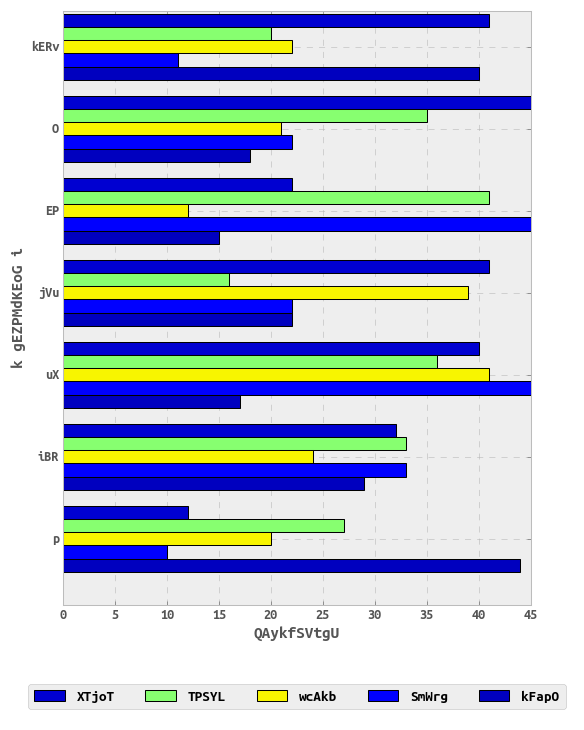 kERv
O
EP
jVu
uX
iBR
p
k gEZPMdKEoG i
0 5 10 15 20 25 30 35 40 45
QAykfSVtgU
XTjoT TPSYL wcAkb SmWrg kFapO